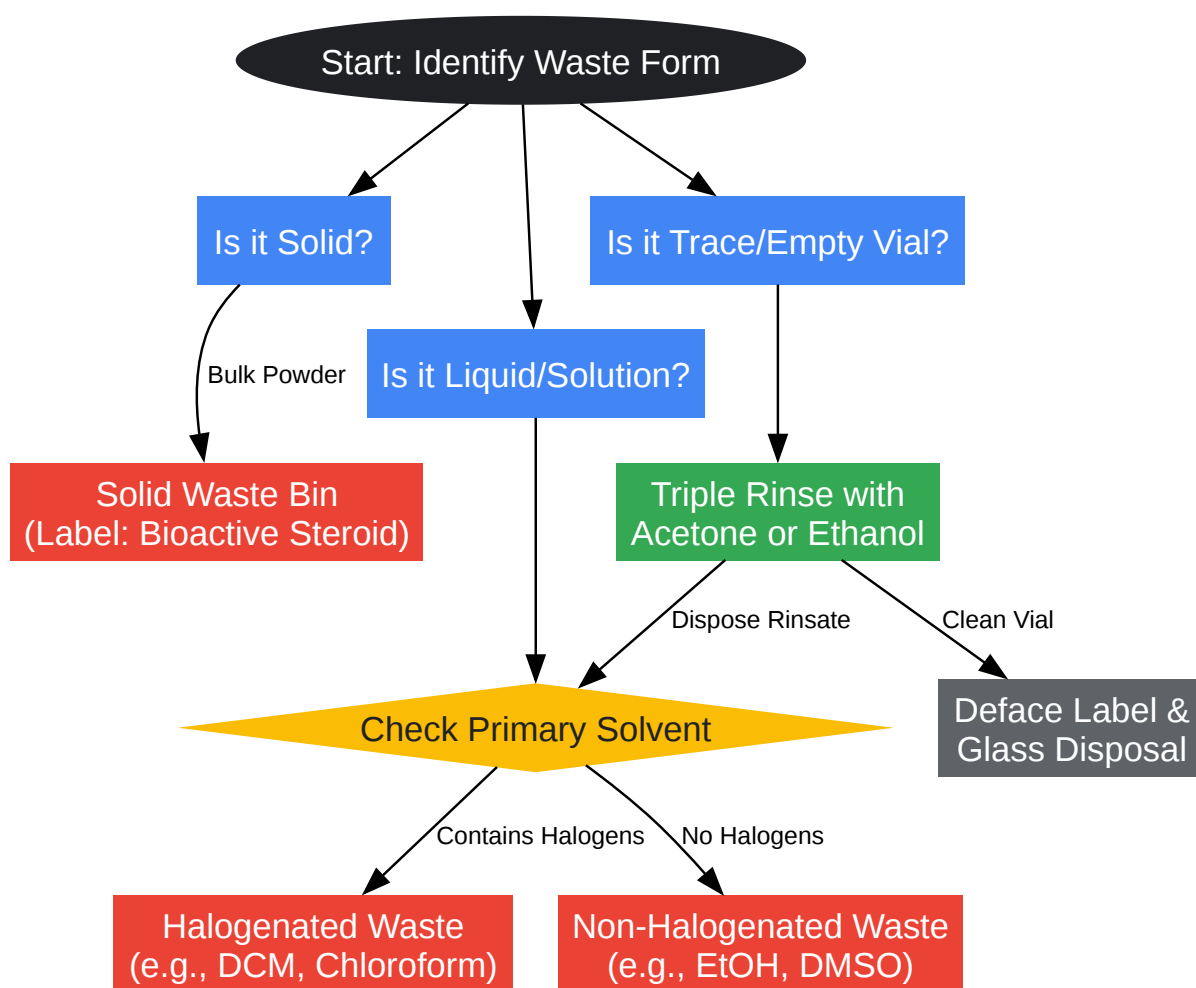 Start: Identify Waste Form
Is it Solid?
Is it Trace/Empty Vial?
Is it Liquid/Solution?
Bulk Powder
Solid Waste Bin
(Label: Bioactive Steroid)
Triple Rinse with
Acetone or Ethanol
Dispose Rinsate
Clean Vial
Check Primary Solvent
Deface Label &
Glass Disposal
Contains Halogens
No Halogens
Halogenated Waste
(e.g., DCM, Chloroform)
Non-Halogenated Waste
(e.g., EtOH, DMSO)